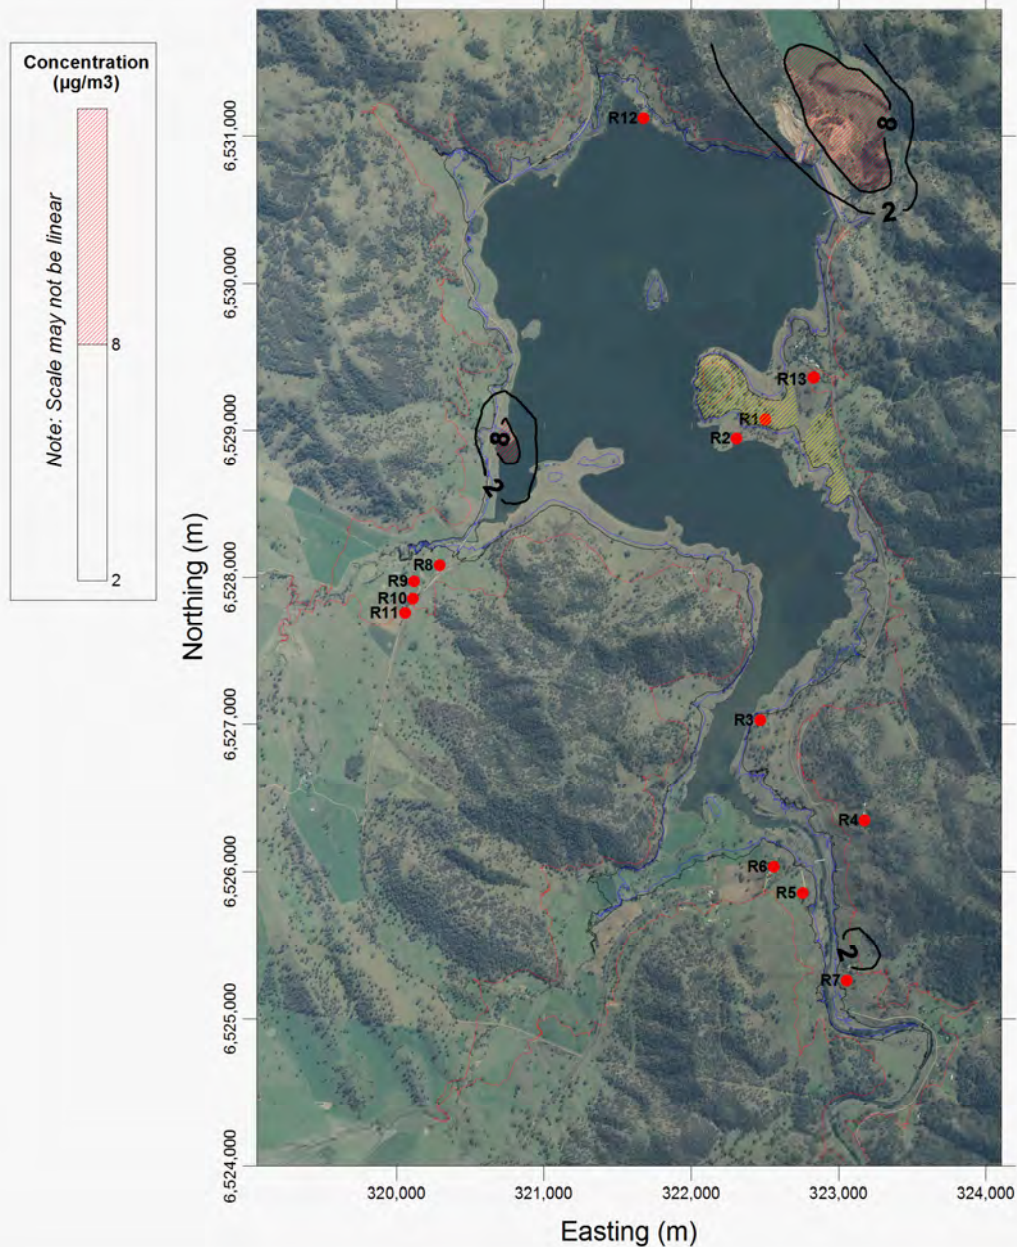 Concentration
(µg/m3)
Note: Scale may not be linear
8
2
Northing (m)
6,531,000
6,530,000
6,529,000
6,528,000
6,527,000
6,526,000
6,525,000
6,524,000
8
2
R12
R13
R1
R2
8
2
R8
R9
R10
R11
R3
R4
R6
R5
2
R7
320,000
321,000
322,000
323,000
324,000
Easting (m)